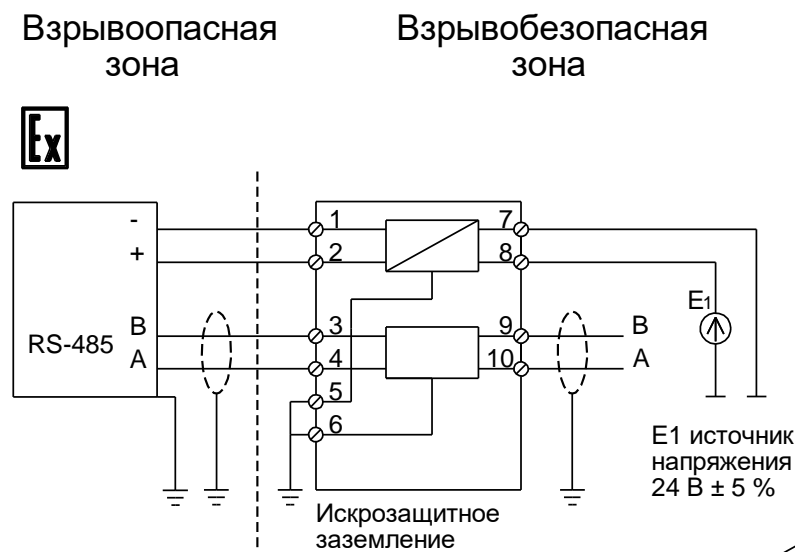 Взрывоопасная
зона
Взрывобезопасная
зона
Ex
-
+
RS-485
B
A
1
2
3
4
5
6
7
8
9
10
B
A
E1
E1 источник
напряжения
24 В ± 5 %
Искрозащитное
заземление